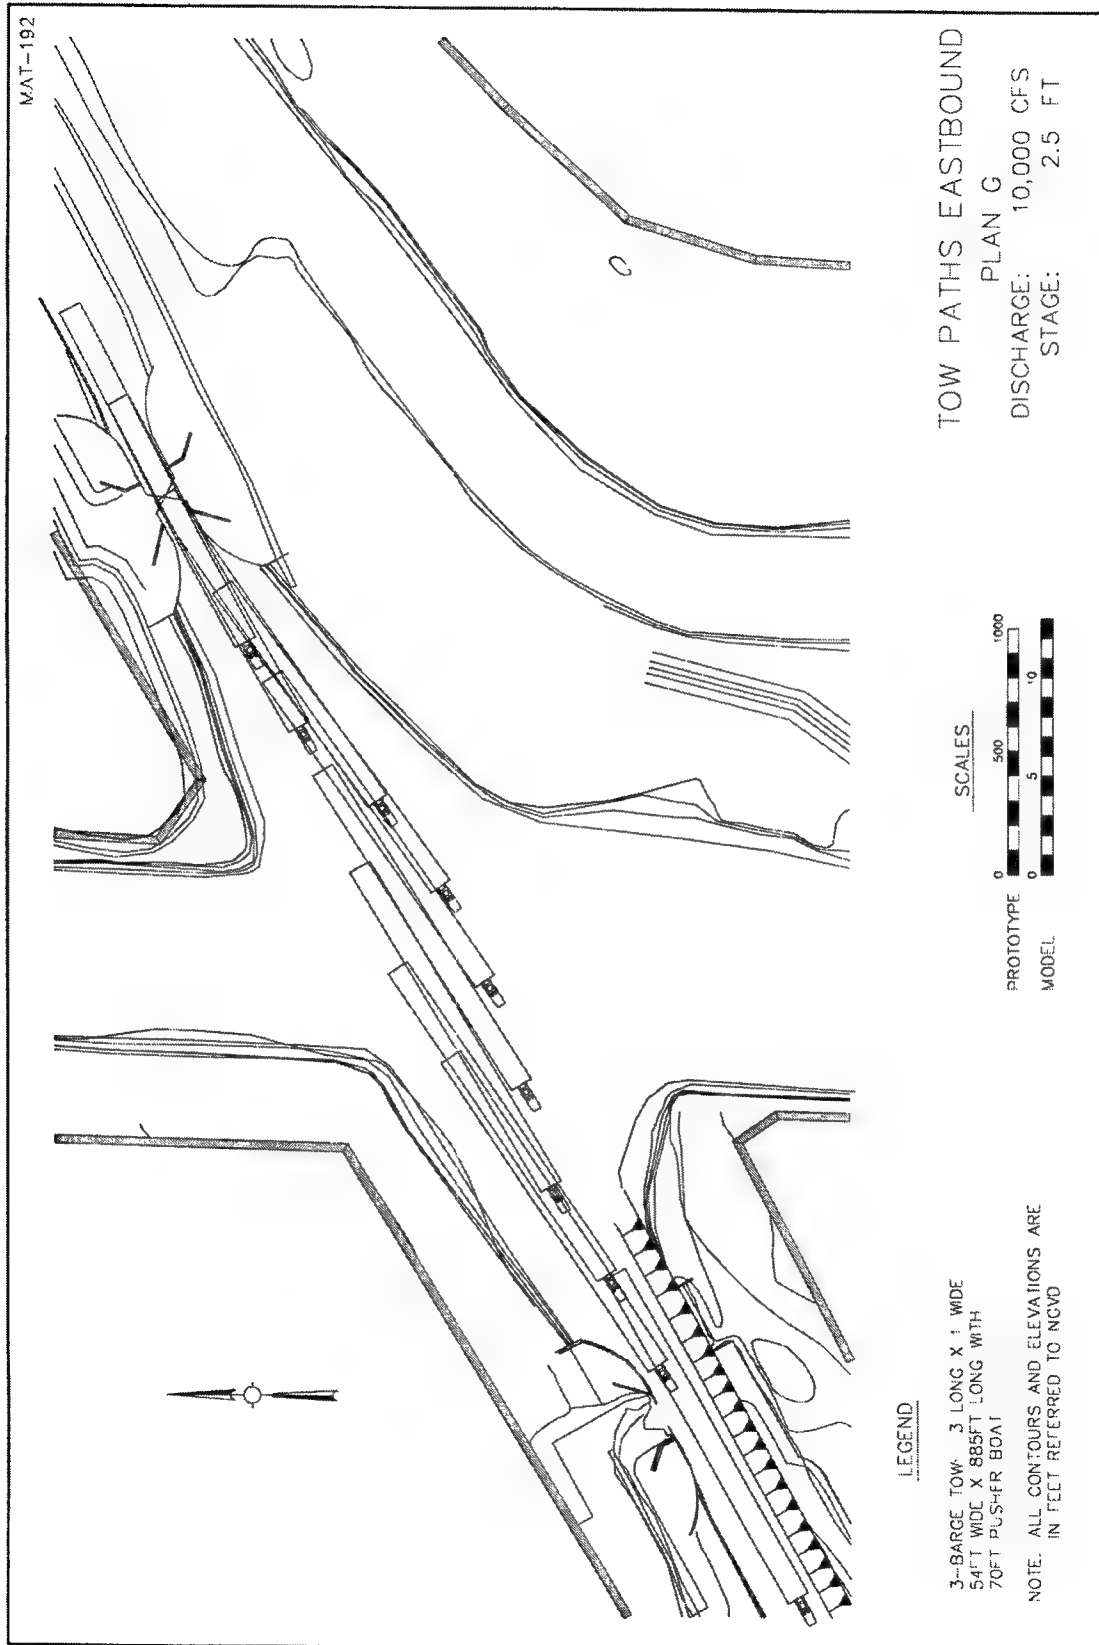 MAT-192
TOW PATHS EASTBOUND
PLAN G
DISCHARGE: 10,000 CFS
STAGE: 2.5 FT
SCALES
PROTOTYPE 0 500 1000
MODEL 0 5 10
LEGEND
3-BARGE TOW: 3 LONG X 1 WIDE
54FT WIDE X 885FT LONG WITH
70FT PUSHER BOAT
NOTE. ALL CONTOURS AND ELEVATIONS ARE
IN FEET REFERRED TO NGVD